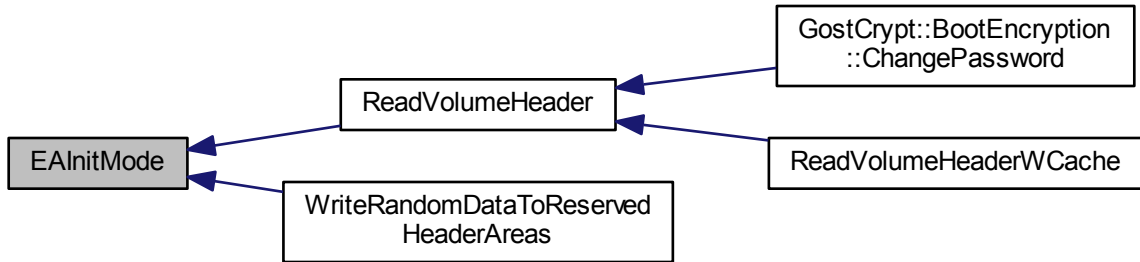 GostCrypt::BootEncryption
::ChangePassword
ReadVolumeHeader
EAInitMode
ReadVolumeHeaderWCache
WriteRandomDataToReserved
HeaderAreas